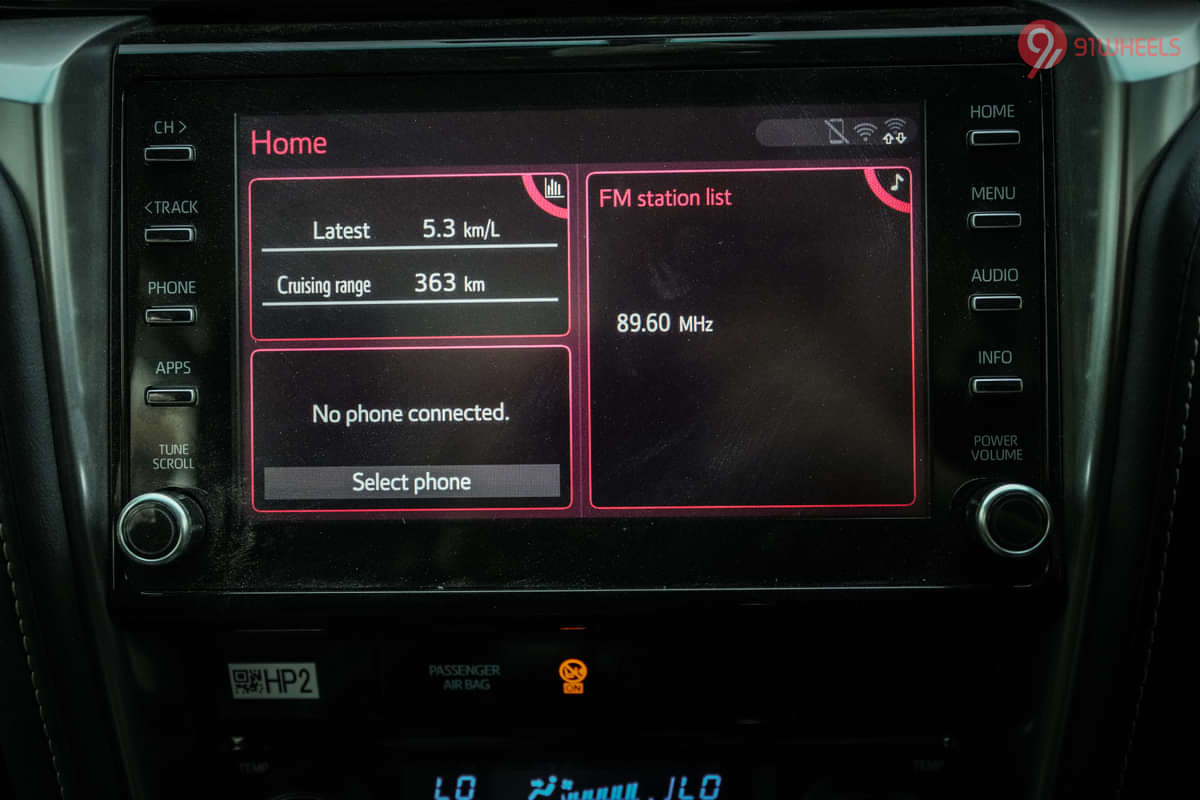 91WHEELS
CH >
<TRACK
PHONE
APPS
TUNE
SCROLL
Home
Latest 5.3 km/L
Cruising range 363 km
No phone connected.
Select phone
FM station list
89.60 MHz
HOME
MENU
AUDIO
INFO
POWER
VOLUME
HP2
PASSENGER
AIR BAG
ON
TEMP
TEMP
LO
LO